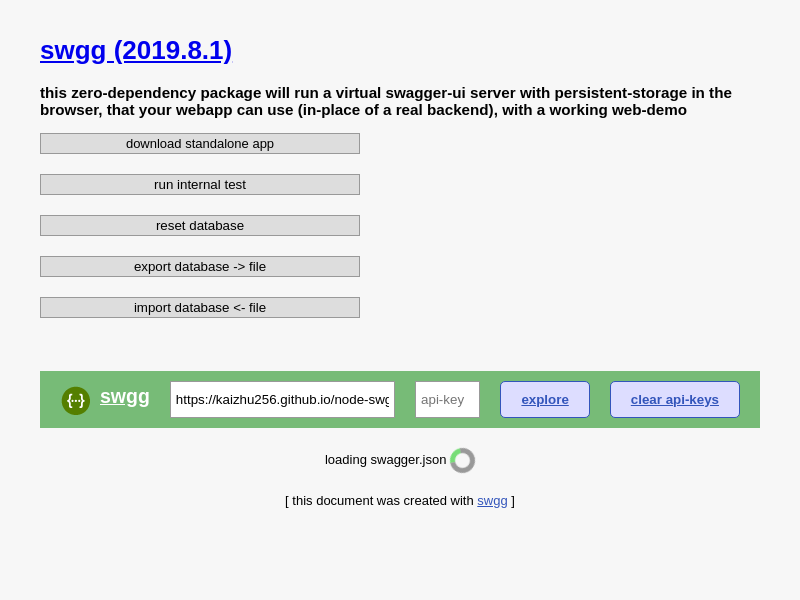 swgg (2019.8.1)
this zero-dependency package will run a virtual swagger-ui server with persistent-storage in the
browser, that your webapp can use (in-place of a real backend), with a working web-demo
download standalone app
run internal test
reset database
export database -> file
import database <- file
{···} swgg https://kaizhu256.github.io/node-swg api-key explore clear api-keys
loading swagger.json
[ this document was created with swgg ]